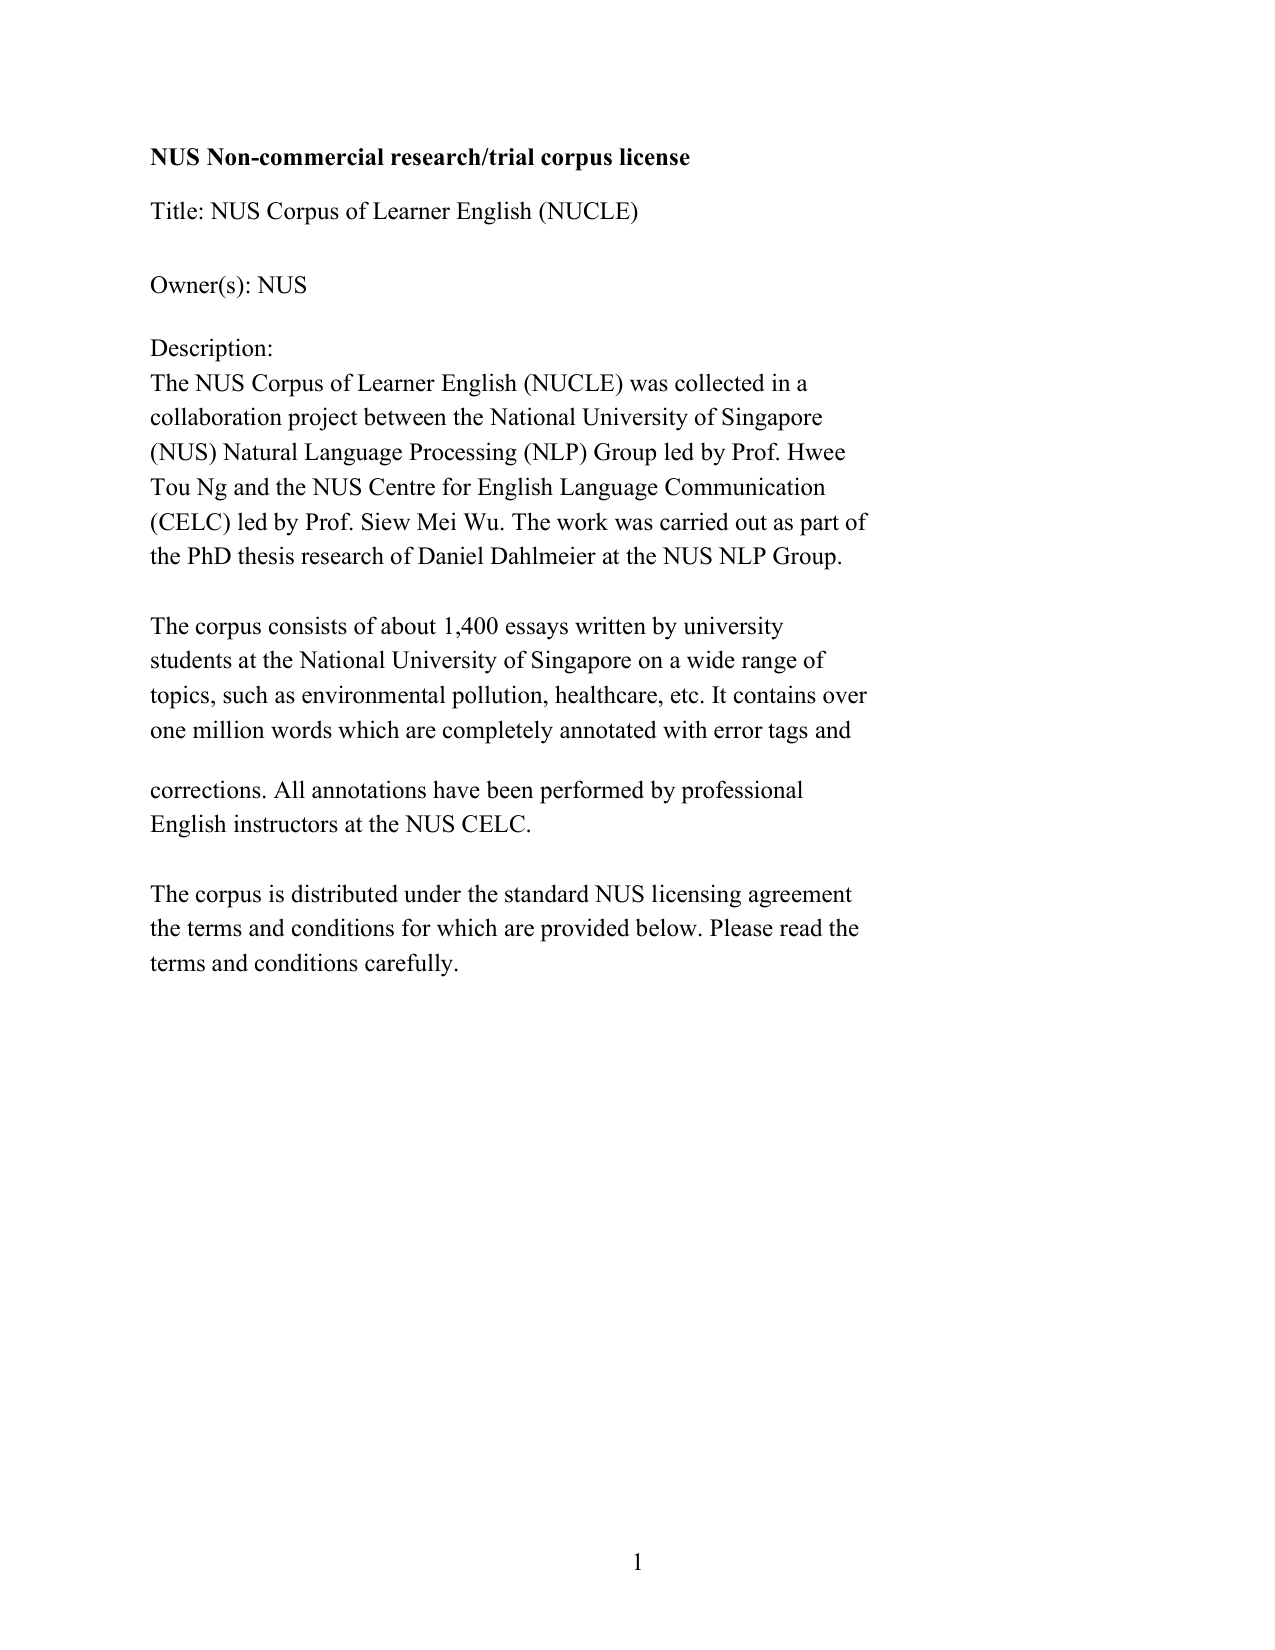 NUS Non-commercial research/trial corpus license
Title: NUS Corpus of Learner English (NUCLE)
Owner(s): NUS
Description:
The NUS Corpus of Learner English (NUCLE) was collected in a
collaboration project between the National University of Singapore
(NUS) Natural Language Processing (NLP) Group led by Prof. Hwee
Tou Ng and the NUS Centre for English Language Communication
(CELC) led by Prof. Siew Mei Wu. The work was carried out as part of
the PhD thesis research of Daniel Dahlmeier at the NUS NLP Group.
The corpus consists of about 1,400 essays written by university
students at the National University of Singapore on a wide range of
topics, such as environmental pollution, healthcare, etc. It contains over
one million words which are completely annotated with error tags and
corrections. All annotations have been performed by professional
English instructors at the NUS CELC.
The corpus is distributed under the standard NUS licensing agreement
the terms and conditions for which are provided below. Please read the
terms and conditions carefully.
1